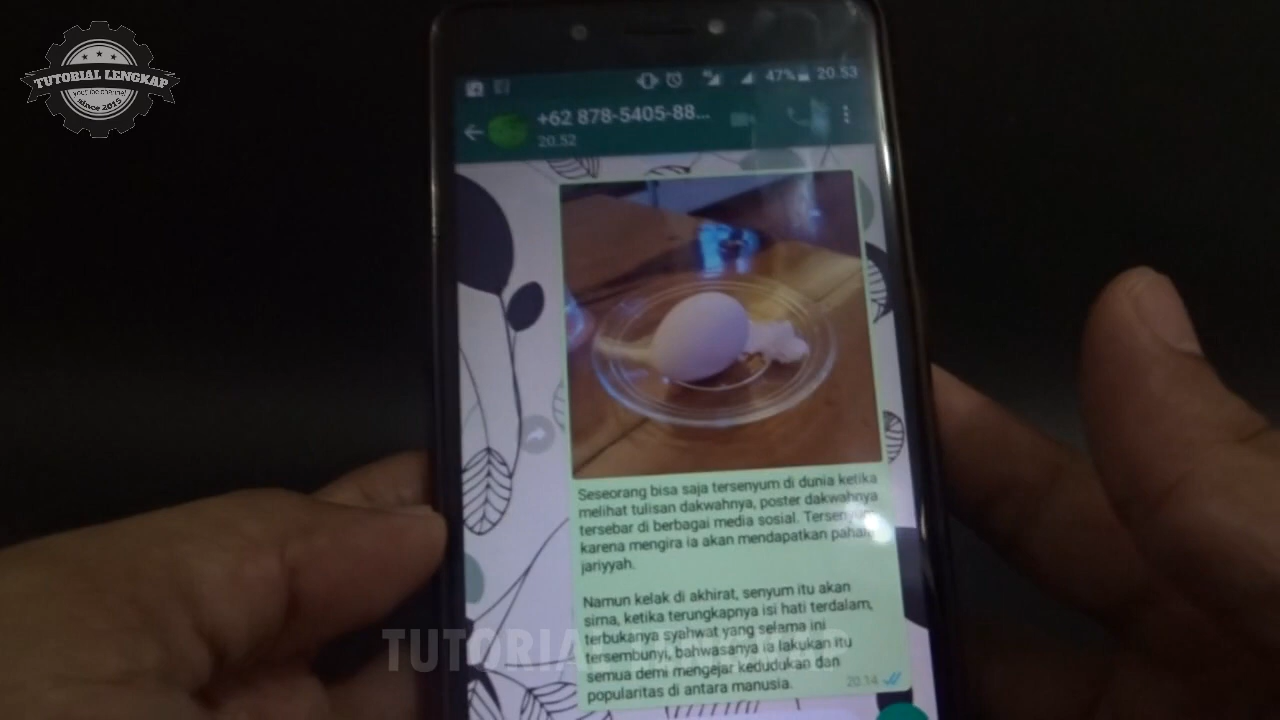 TUTORIAL LENGKAP
youtube channel
since 2015
47% 20.53
+62 878-5405-88...
20.52
Seseorang bisa saja tersenyum di dunia ketika
melihat tulisan dakwahnya, poster dakwahnya
tersebar di berbagai media sosial. Tersenyum
karena mengira ia akan mendapatkan pahala
jariyyah.
Namun kelak di akhirat, senyum itu akan
sirna, ketika terungkapnya isi hati terdalam,
terbukanya syahwat yang selama ini
tersembunyi, bahwasanya ia lakukan itu
semua demi mengejar kedudukan dan
popularitas di antara manusia.
20.14
TUTORIAL